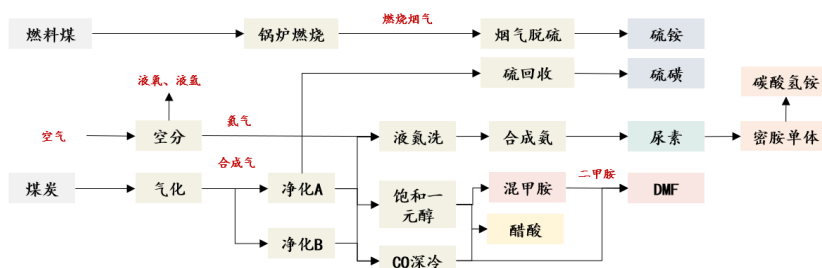 燃烧烟气
燃料煤
锅炉燃烧
烟气脱硫
硫铵
液氧、液氩
硫回收
硫磺
碳酸氢铵
空气
空分
氮气
液氮洗
合成氨
尿素
密胺单体
合成气
煤炭
气化
净化A
饱和一
元醇
混甲胺
二甲胺
DMF
醋酸
净化B
CO深冷